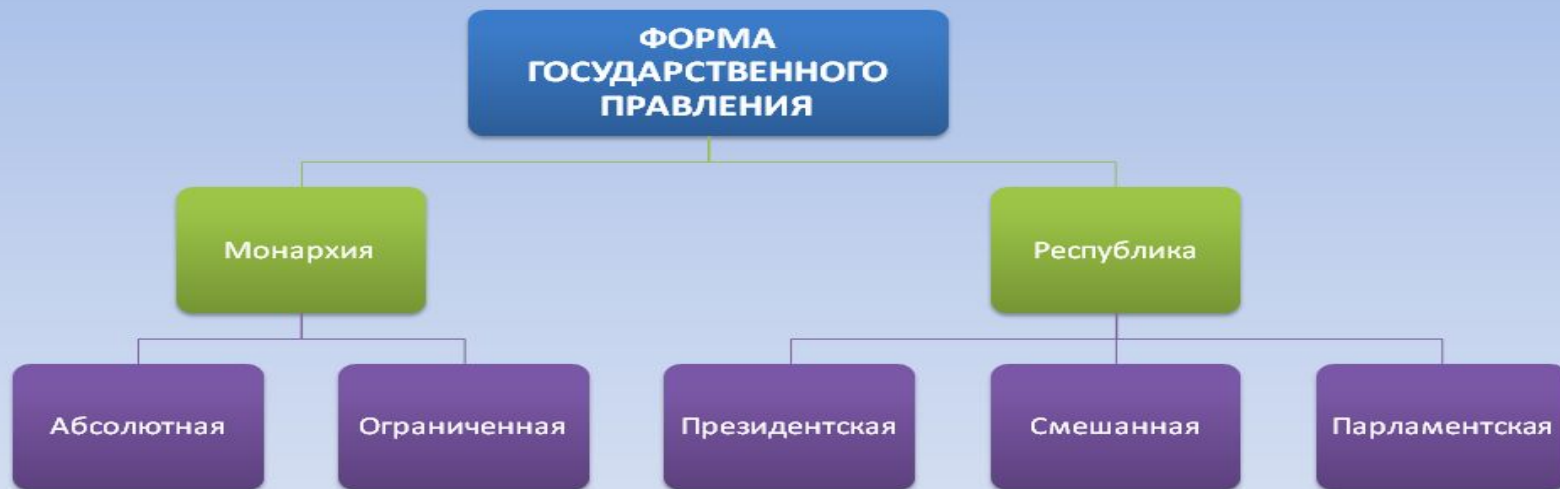 ФОРМА
ГОСУДАРСТВЕННОГО
ПРАВЛЕНИЯ
Монархия
Республика
Абсолютная
Ограниченная
Президентская
Смешанная
Парламентская